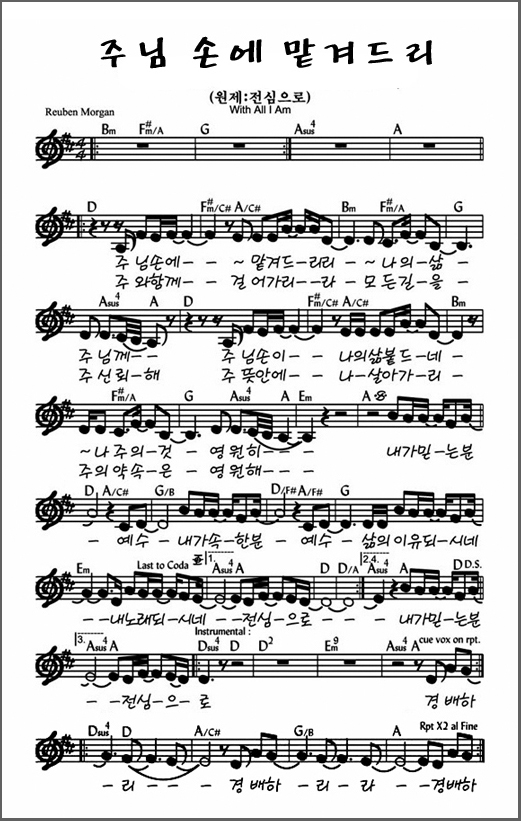 주님 손에 맡겨드리
(원제:전심으로)
With All I Am
Reuben Morgan
Bm F#m/A G Asus4 A
D F#m/C# A/C# Bm F#m/A G
주 님손에-- ~ 맡겨드-리리- ~나의-삶-
주 와함께- 걸 어가리--라- 모 든길-을-
Asus4 A D F#m/C# A/C# Bm
주 님께-- 주 님손이--- 나의삶붙 드-네-
주 신뢰-해 주 뜻안에-- 나-살아가-리-
F#m/A G Asus4 A Em A
~나주의-것- 영원히--- 내가믿-는분
주의약속-은- 영원해---
D A/C# G/B D/F# A/F# G
- 예수- 내가속-한분- 예수- 삶의이유되-시네
Em Last to Coda 1. Asus4 A D D/A 2,4. Asus4 A D D.S.
--내노래되-시네--전심-으로--- 내가믿-는분
3. Asus4 A Instrumental : Dsus4 D D2 Em9 Asus4 A cue vox on rpt.
--전심-으-로 경배하
Dsus4 D A/C# G/B A Rpt X2 al Fine
-리--- 경배하-리-라- -경배하